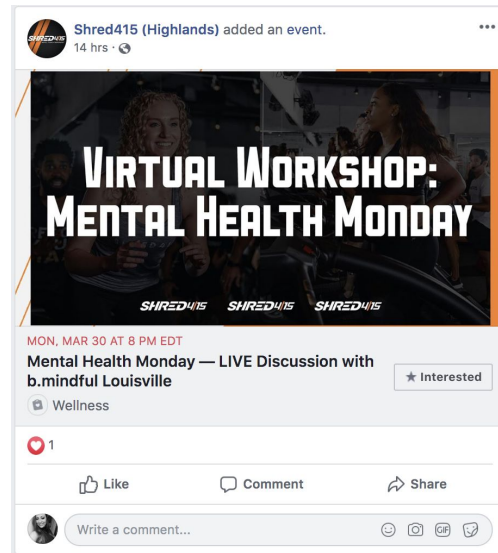 Shred415 (Highlands) added an event.
14 hrs ·
SHRED415
VIRTUAL WORKSHOP:
MENTAL HEALTH MONDAY
SHRED415 SHRED415 SHRED415
MON, MAR 30 AT 8 PM EDT
Mental Health Monday — LIVE Discussion with
b.mindful Louisville
★ Interested
Wellness
1
Like Comment Share
Write a comment...
GIF